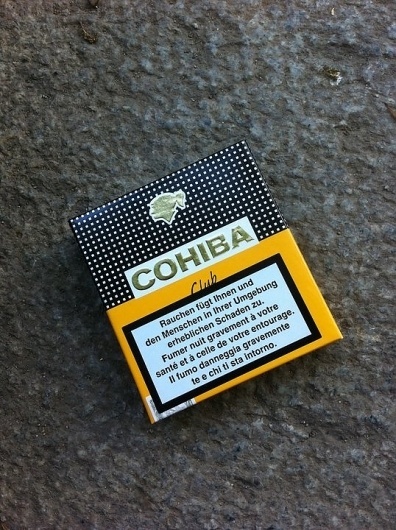 COHIBA
Club
Rauchen fügt Ihnen und
den Menschen in Ihrer Umgebung
erheblichen Schaden zu.
Fumer nuit gravement à votre
santé et à celle de votre entourage.
Il fumo danneggia gravemente
te e chi ti sta intorno.